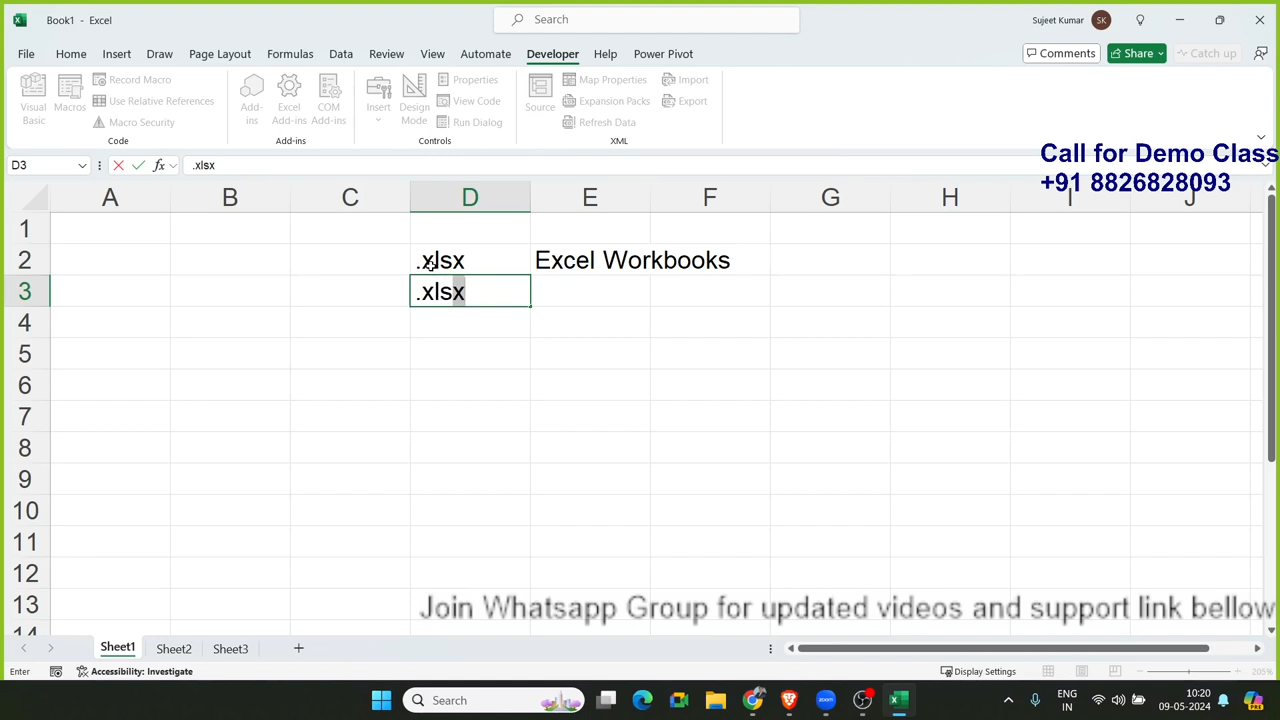 Book1 - Excel
Search
Sujeet Kumar
SK
File Home Insert Draw Page Layout Formulas Data Review View Automate Developer Help Power Pivot
Comments
Share
Catch up
Visual Basic
Macros
Record Macro
Use Relative References
Macro Security
Code
Add-ins
Excel Add-ins
COM Add-ins
Add-ins
Insert
Design Mode
Properties
View Code
Run Dialog
Controls
Source
Map Properties
Expansion Packs
Refresh Data
Import
Export
XML
Call for Demo Class
+91 8826828093
D3
fx
.xlsx
A B C D E F G H I J
1
2 .xlsx Excel Workbooks
3 .xlsx
4
5
6
7
8
9
10
11
12
13
14
Join Whatsapp Group for updated videos and support link bellow
Sheet1 Sheet2 Sheet3
Enter
Accessibility: Investigate
Display Settings
205%
Search
zoom
ENG
IN
10:20
09-05-2024